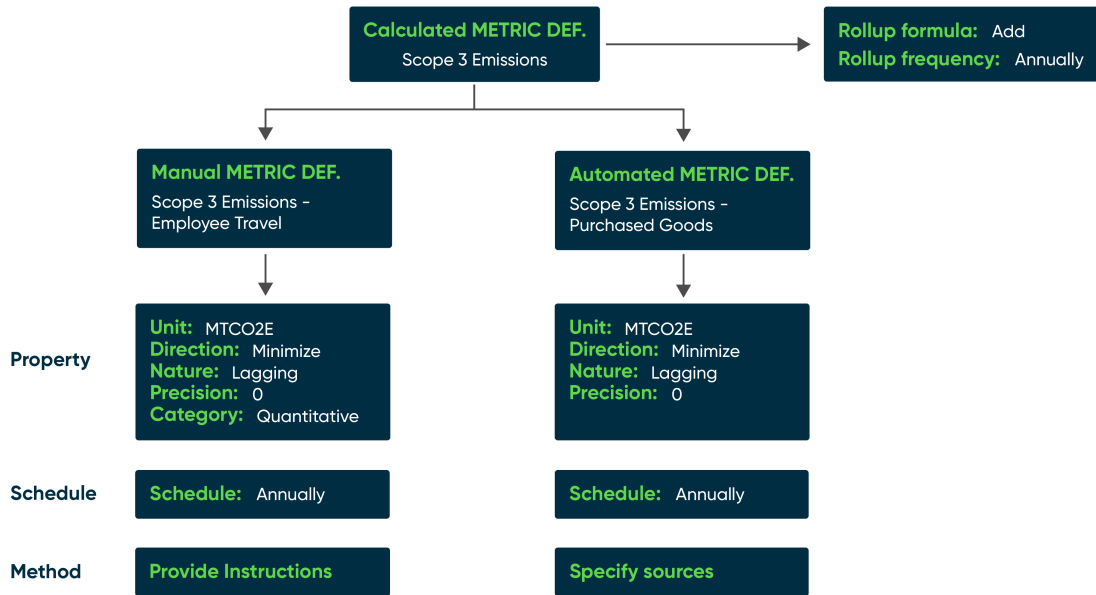 Calculated METRIC DEF.
Scope 3 Emissions
Rollup formula: Add
Rollup frequency: Annually
Manual METRIC DEF.
Scope 3 Emissions -
Employee Travel
Automated METRIC DEF.
Scope 3 Emissions -
Purchased Goods
Property
Unit: MTCO2E
Direction: Minimize
Nature: Lagging
Precision: 0
Category: Quantitative
Unit: MTCO2E
Direction: Minimize
Nature: Lagging
Precision: 0
Schedule
Schedule: Annually
Schedule: Annually
Method
Provide Instructions
Specify sources